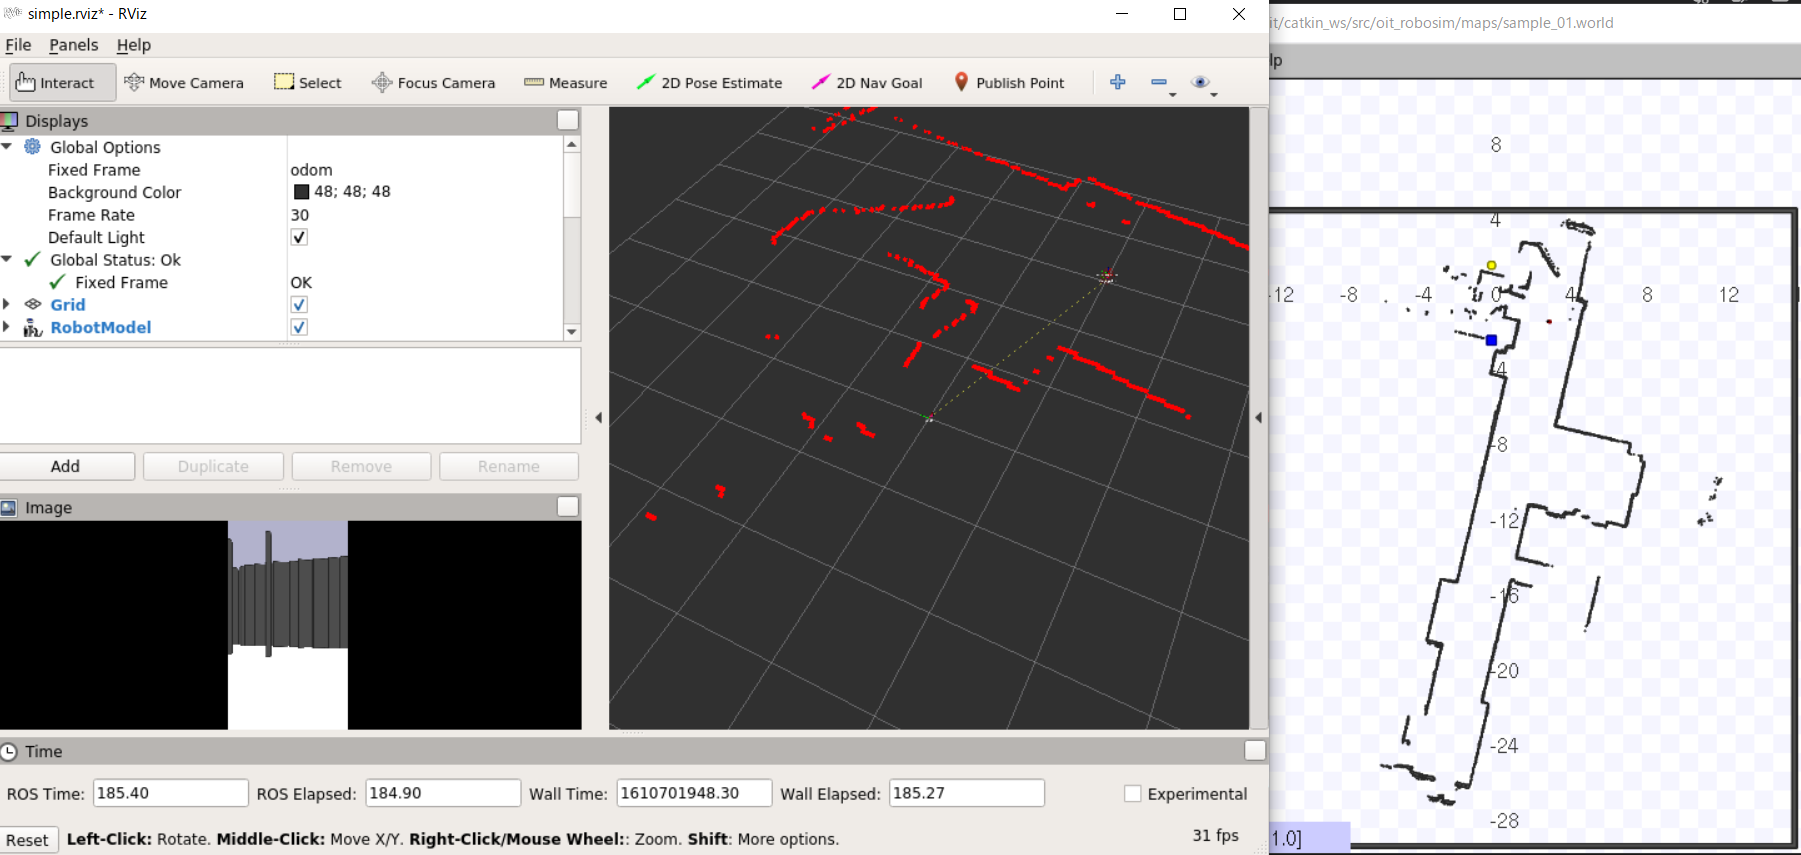 simple.rviz* - RViz
it/catkin_ws/src/oit_robosim/maps/sample_01.world
File Panels Help
lp
Interact Move Camera Select Focus Camera Measure 2D Pose Estimate 2D Nav Goal Publish Point
Displays
Global Options
Fixed Frame odom
Background Color 48; 48; 48
Frame Rate 30
Default Light
Global Status: Ok
Fixed Frame OK
Grid
RobotModel
Add Duplicate Remove Rename
Image
8
4
12 -8 -4 0 4 8 12
-4
-8
-12
-16
-20
-24
-28
1.0]
Time
ROS Time: 185.40 ROS Elapsed: 184.90 Wall Time: 1610701948.30 Wall Elapsed: 185.27 Experimental
Reset Left-Click: Rotate. Middle-Click: Move X/Y. Right-Click/Mouse Wheel:: Zoom. Shift: More options. 31 fps